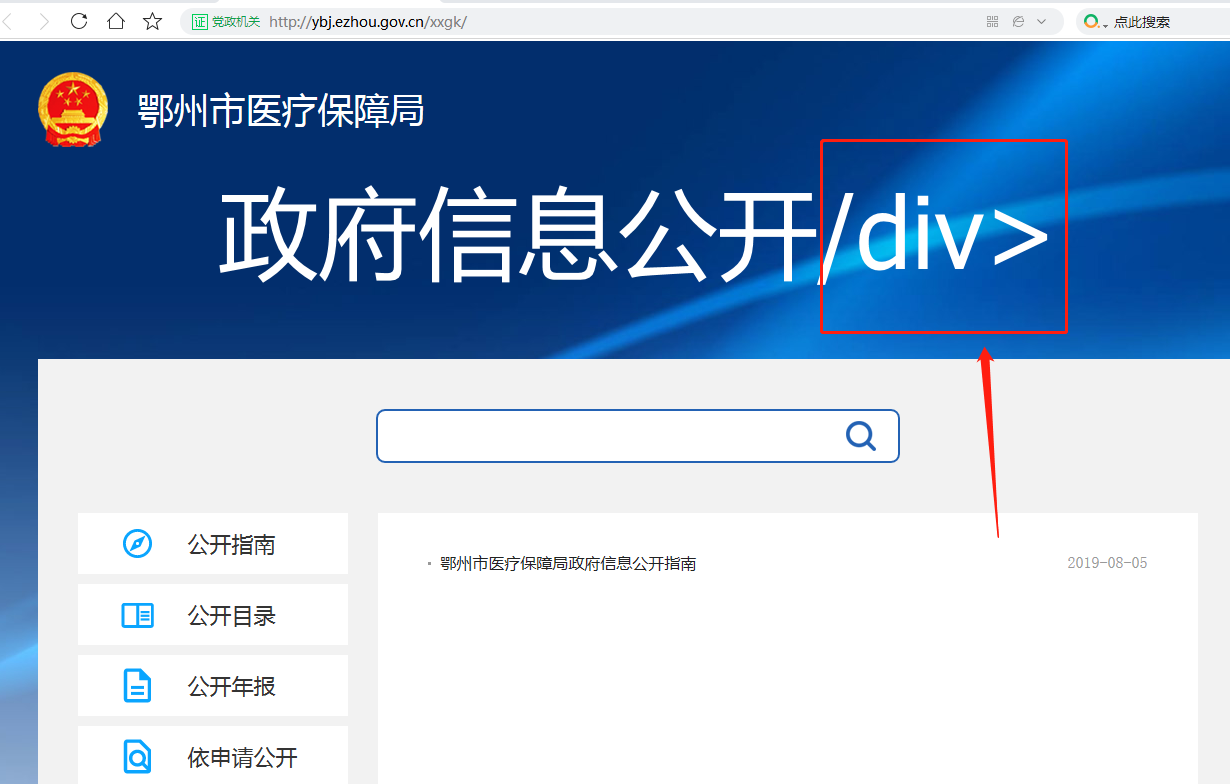 证 党政机关 http://ybj.ezhou.gov.cn/xxgk/ 点此搜索
鄂州市医疗保障局
政府信息公开/div>
公开指南
· 鄂州市医疗保障局政府信息公开指南 2019-08-05
公开目录
公开年报
依申请公开